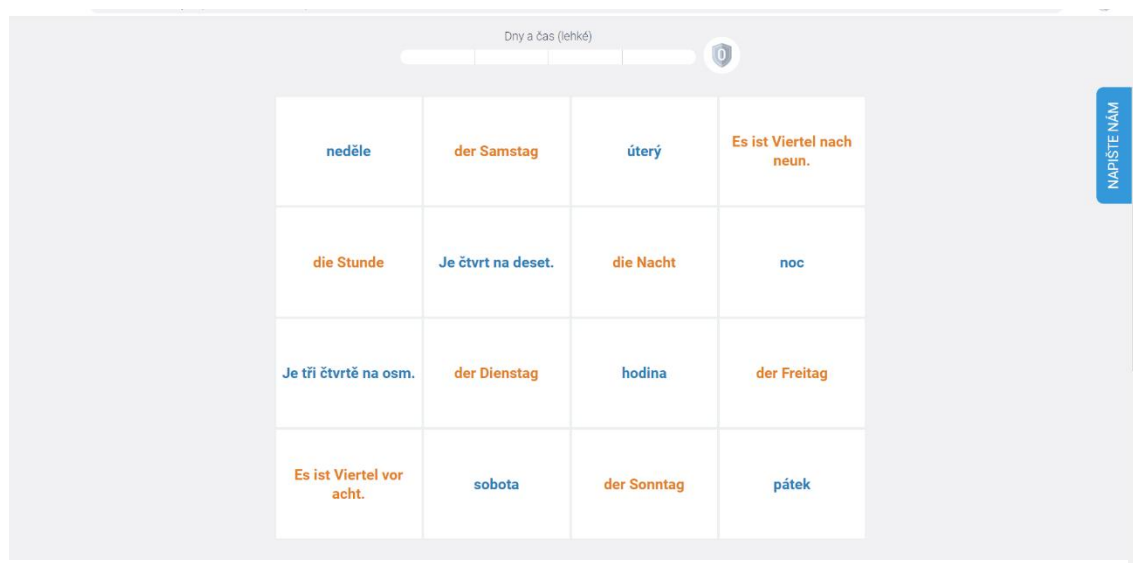 Dny a čas (lehké)
0
NAPIŠTE NÁM
neděle
der Samstag
úterý
Es ist Viertel nach
neun.
die Stunde
Je čtvrt na deset.
die Nacht
noc
Je tři čtvrtě na osm.
der Dienstag
hodina
der Freitag
Es ist Viertel vor
acht.
sobota
der Sonntag
pátek